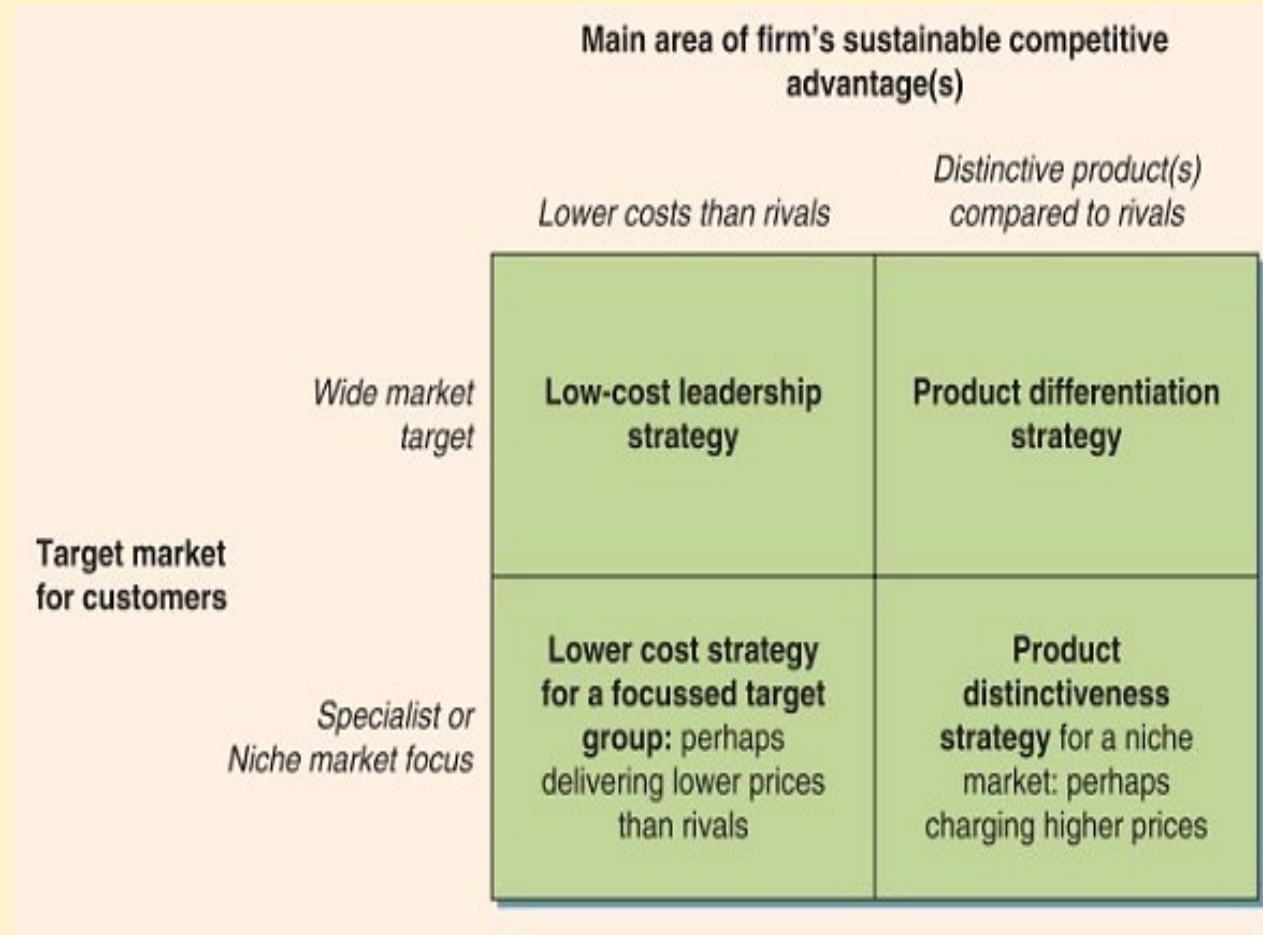 Main area of firm's sustainable competitive
advantage(s)
Lower costs than rivals
Distinctive product(s)
compared to rivals
Wide market
target
Low-cost leadership
strategy
Product differentiation
strategy
Target market
for customers
Specialist or
Niche market focus
Lower cost strategy
for a focussed target
group: perhaps
delivering lower prices
than rivals
Product
distinctiveness
strategy for a niche
market: perhaps
charging higher prices